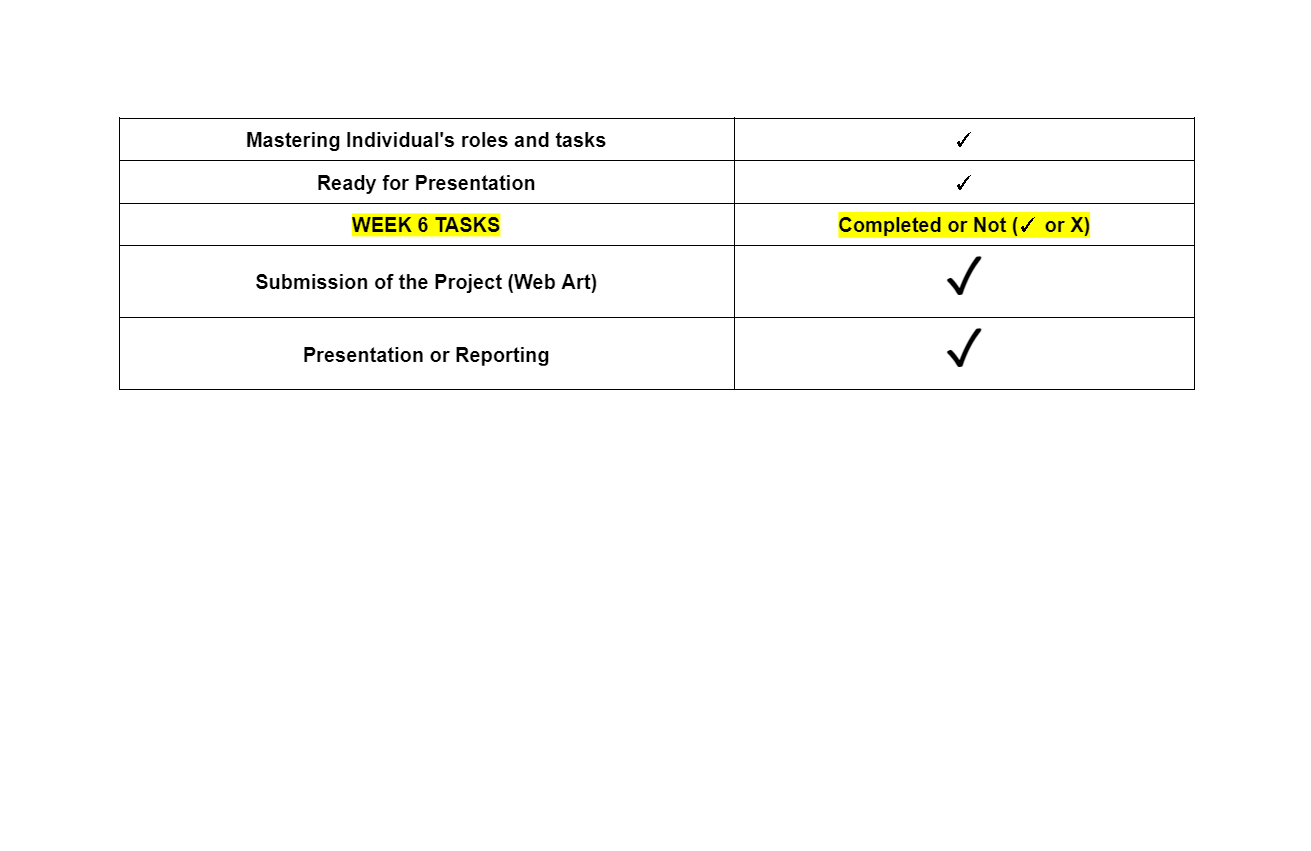 Mastering Individual's roles and tasks ✓
Ready for Presentation ✓
WEEK 6 TASKS Completed or Not (✓ or X)
Submission of the Project (Web Art) ✓
Presentation or Reporting ✓